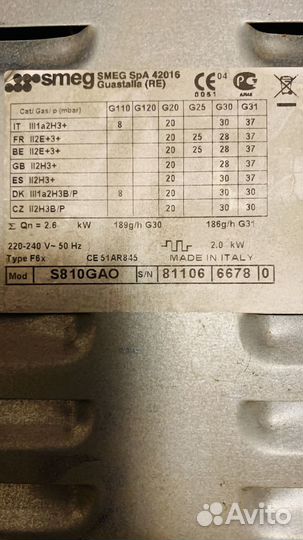 smeg SMEG SpA 42016 Guastalla (RE) CE 04 0051
Cat/ Gas/ p (mbar) G110 G120 G20 G25 G30 G31
IT III1a2H3+ 8 20 30 37
FR II2E+3+ 20 25 28 37
BE II2E+3+ 20 25 28 37
GB II2H3+ 20 28 37
ES II2H3+ 20 28 37
DK III1a2H3B/P 8 20 30 30
CZ II2H3B/P 20 30 30
Σ Qn = 2.6 kW 189g/h G30 186g/h G31
220-240 V~ 50 Hz 2.0 kW
Type F6x CE 51AR845 MADE IN ITALY
Mod S810GAO S/N 81106 6678 0
Avito